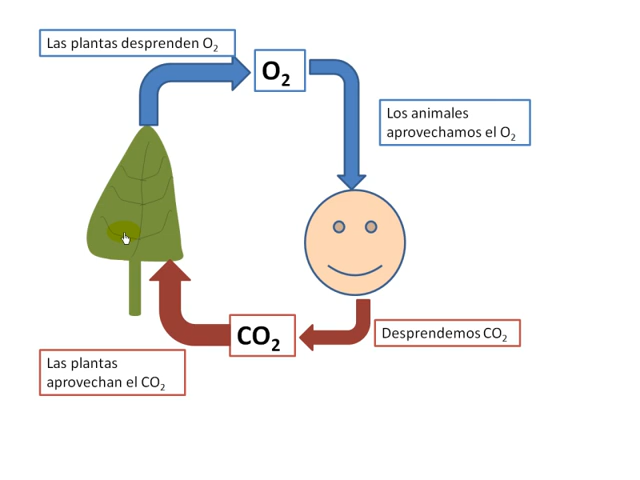 Las plantas desprenden O₂
O₂
Los animales
aprovechamos el O₂
CO₂
Desprendemos CO₂
Las plantas
aprovechan el CO₂